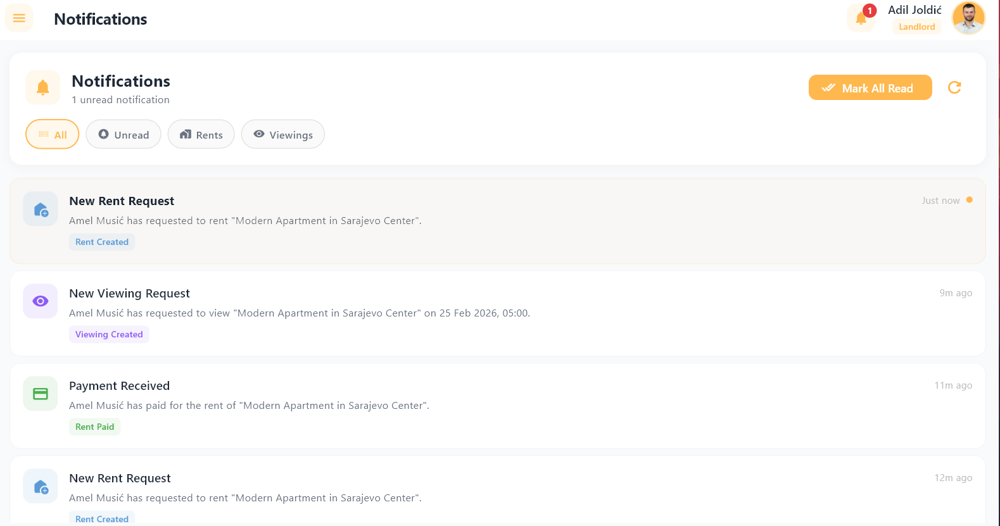 Notifications
1
Adil Joldić
Landlord
Notifications
1 unread notification
Mark All Read
All
Unread
Rents
Viewings
New Rent Request
Just now
Amel Musić has requested to rent "Modern Apartment in Sarajevo Center".
Rent Created
New Viewing Request
9m ago
Amel Musić has requested to view "Modern Apartment in Sarajevo Center" on 25 Feb 2026, 05:00.
Viewing Created
Payment Received
11m ago
Amel Musić has paid for the rent of "Modern Apartment in Sarajevo Center".
Rent Paid
New Rent Request
12m ago
Amel Musić has requested to rent "Modern Apartment in Sarajevo Center".
Rent Created